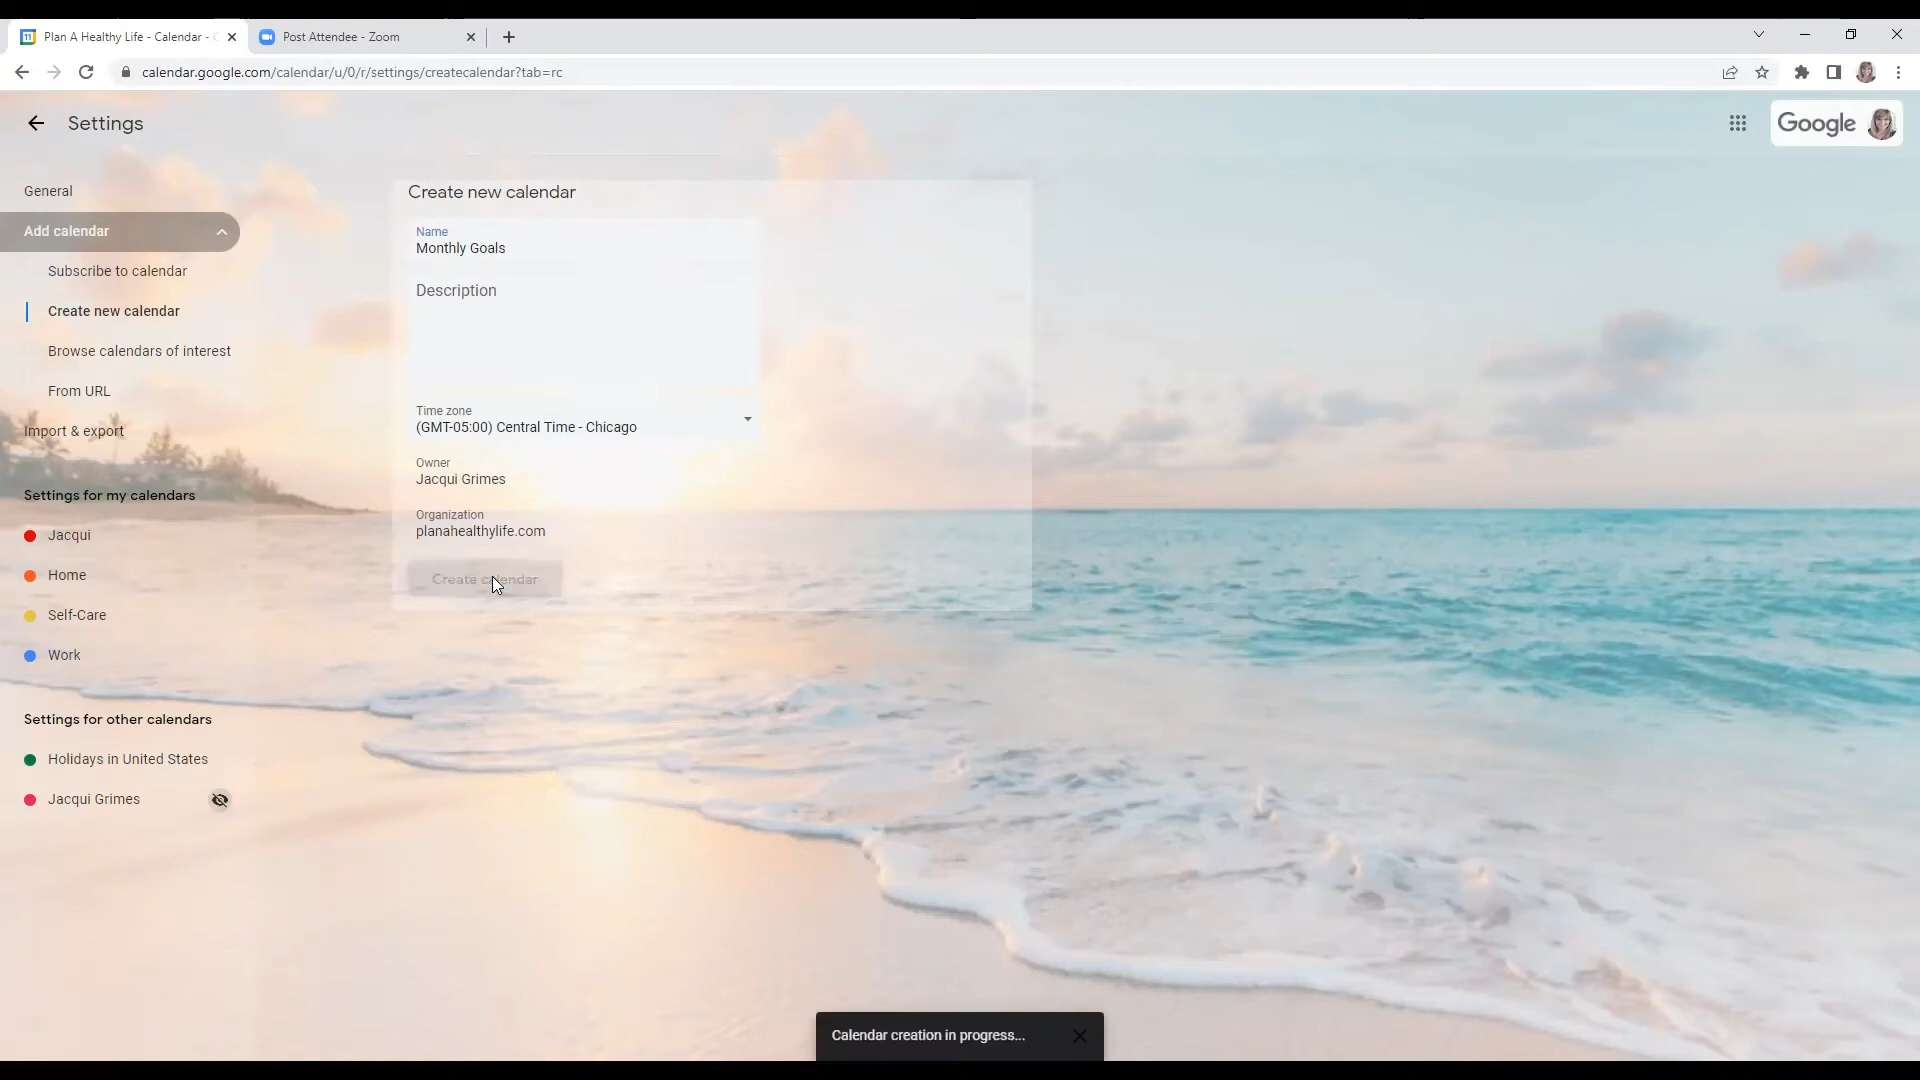 Plan A Healthy Life - Calendar -
Post Attendee - Zoom
calendar.google.com/calendar/u/0/r/settings/createcalendar?tab=rc
Settings
Google
General
Add calendar
Subscribe to calendar
Create new calendar
Browse calendars of interest
From URL
Import & export
Settings for my calendars
Jacqui
Home
Self-Care
Work
Settings for other calendars
Holidays in United States
Jacqui Grimes
Create new calendar
Name
Monthly Goals
Description
Time zone
(GMT-05:00) Central Time - Chicago
Owner
Jacqui Grimes
Organization
planahealthylife.com
Create calendar
Calendar creation in progress...